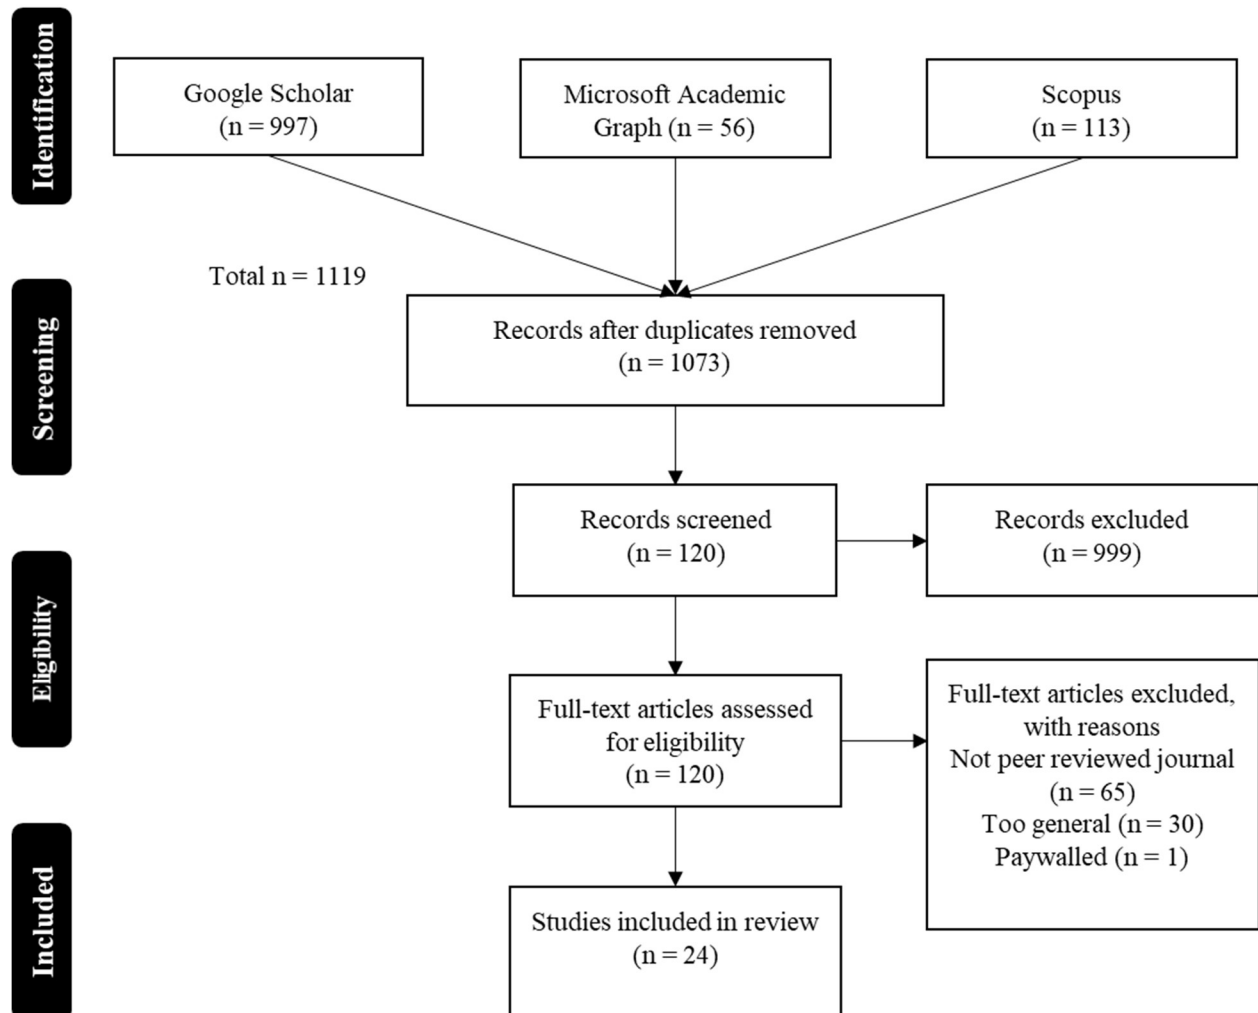 Identification
Google Scholar
(n = 997)
Microsoft Academic
Graph (n = 56)
Scopus
(n = 113)
Total n = 1119
Screening
Records after duplicates removed
(n = 1073)
Records screened
(n = 120)
Records excluded
(n = 999)
Eligibility
Full-text articles assessed
for eligibility
(n = 120)
Full-text articles excluded,
with reasons
Not peer reviewed journal
(n = 65)
Too general (n = 30)
Paywalled (n = 1)
Included
Studies included in review
(n = 24)